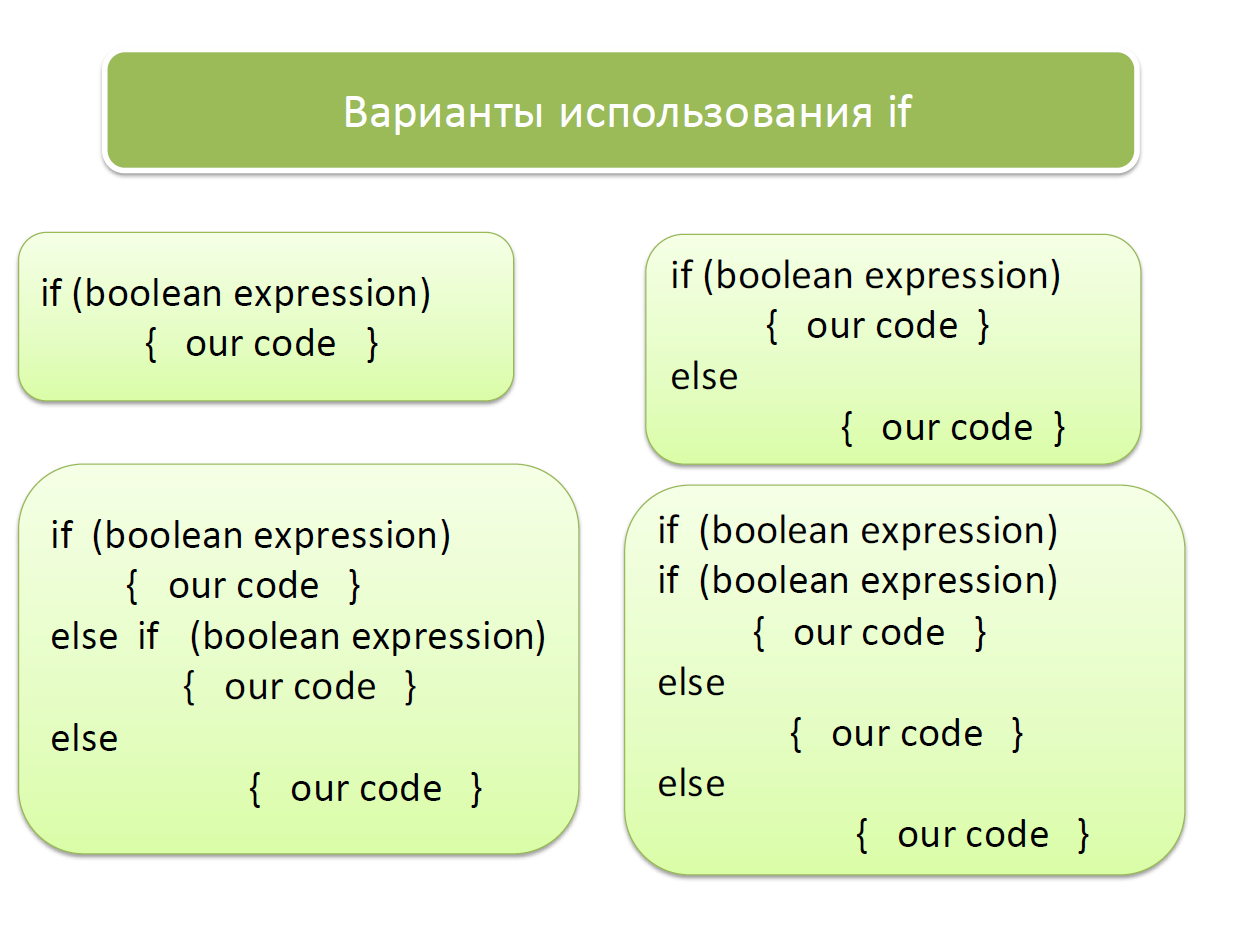 Варианты использования if
if (boolean expression)
{ our code }
if (boolean expression)
{ our code }
else
{ our code }
if (boolean expression)
{ our code }
else if (boolean expression)
{ our code }
else
{ our code }
if (boolean expression)
if (boolean expression)
{ our code }
else
{ our code }
else
{ our code }